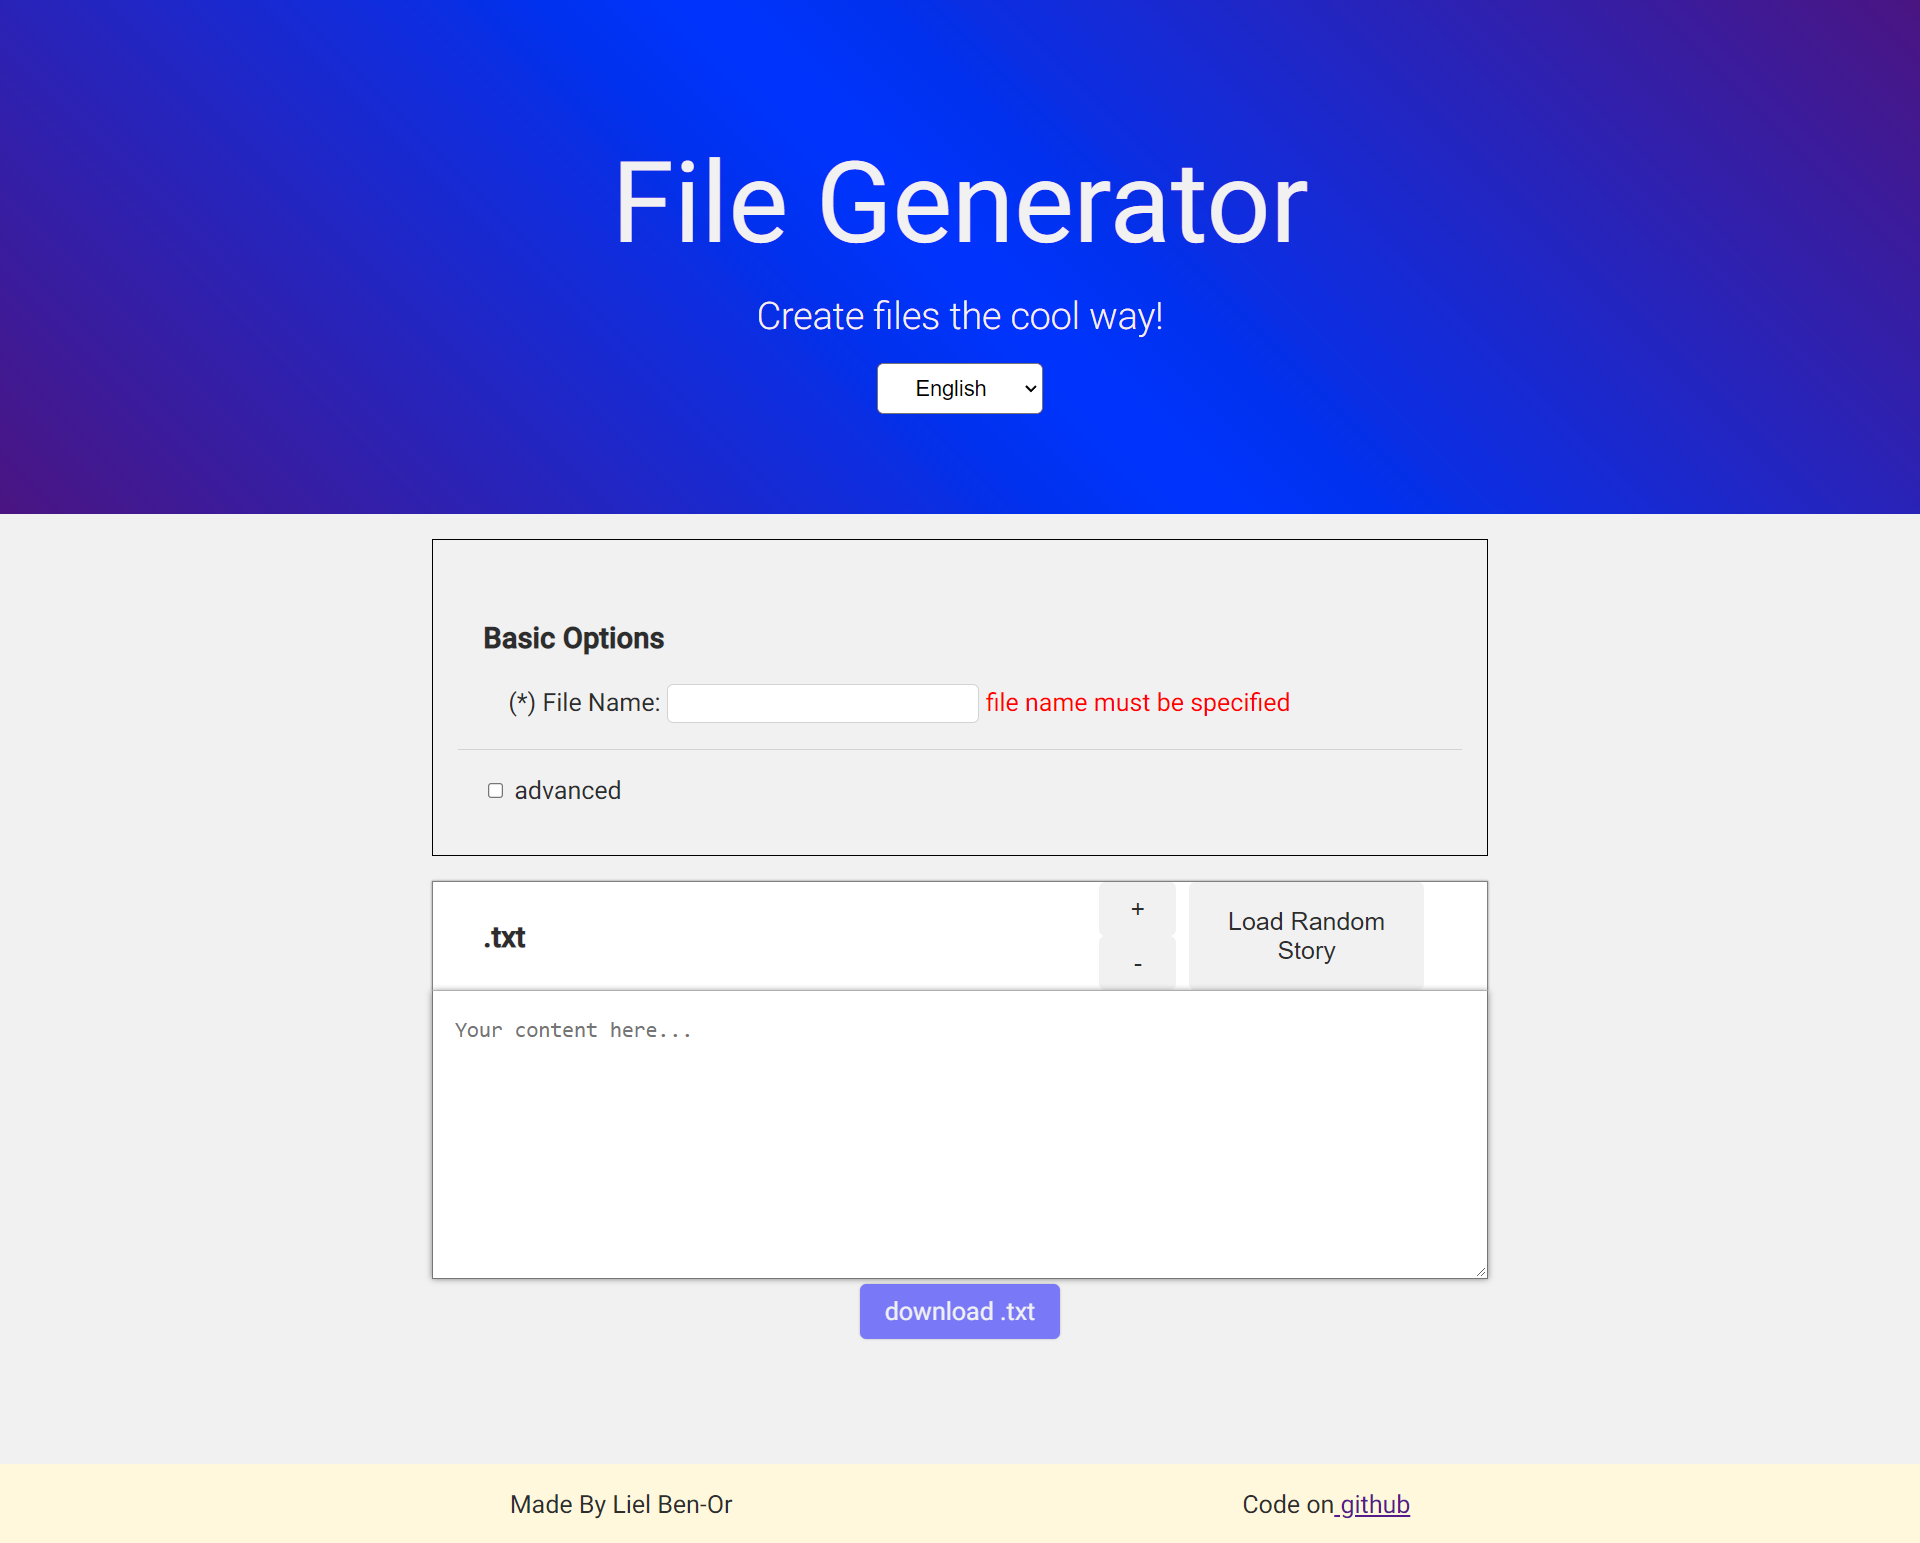 File Generator
Create files the cool way!
English
Basic Options
(*) File Name: file name must be specified
advanced
.txt
+
-
Load Random
Story
Your content here...
download .txt
Made By Liel Ben-Or
Code on github